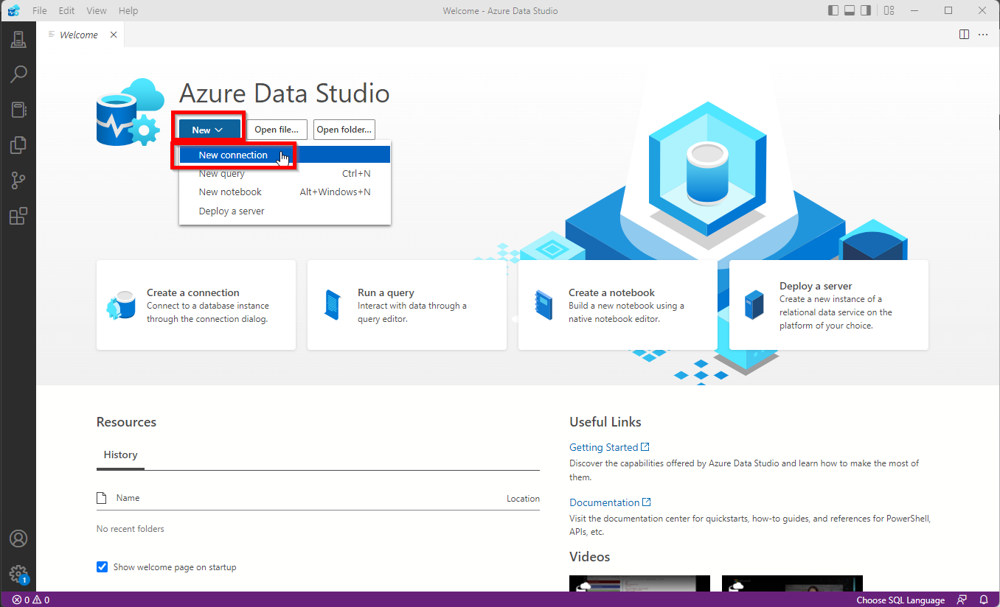 File Edit View Help
Welcome - Azure Data Studio
Welcome
Azure Data Studio
New
Open file...
Open folder...
New connection
New query Ctrl+N
New notebook Alt+Windows+N
Deploy a server
Create a connection
Connect to a database instance
through the connection dialog.
Run a query
Interact with data through a
query editor.
Create a notebook
Build a new notebook using a
native notebook editor.
Deploy a server
Create a new instance of a
relational data service on the
platform of your choice.
Resources
History
Name Location
No recent folders
Show welcome page on startup
Useful Links
Getting Started
Discover the capabilities offered by Azure Data Studio and learn how to make the most of
them.
Documentation
Visit the documentation center for quickstarts, how-to guides, and references for PowerShell,
APIs, etc.
Videos
1
0 0
Choose SQL Language